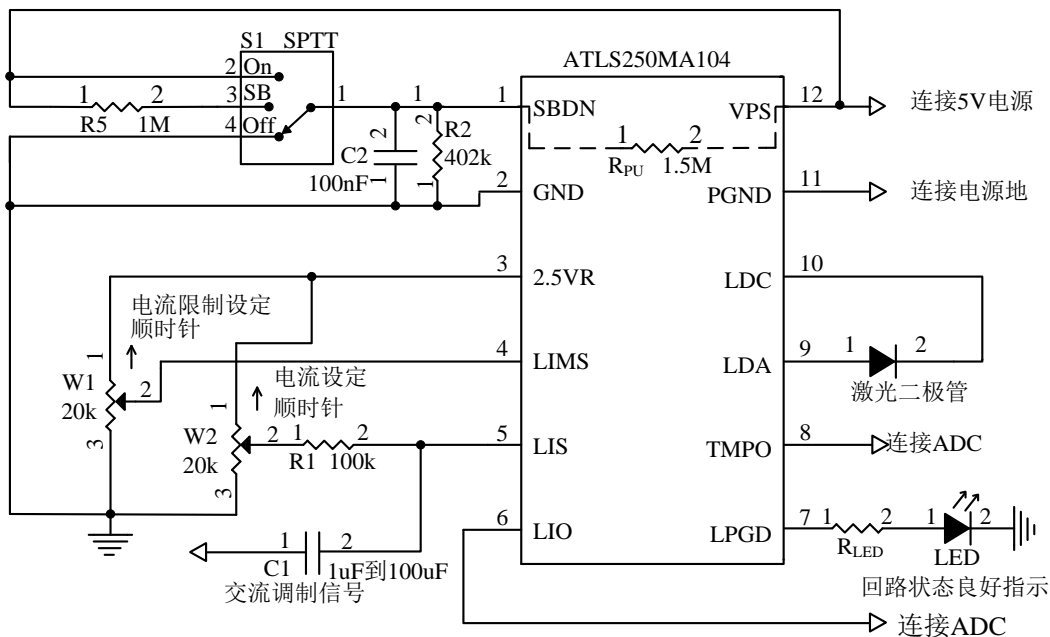 S1 SPTT
ATLS250MA104
2 On
1 2 3 SB 1
R5 1M 4 Off
2 C2 1
100nF
1 2 R2
402k
1
1 SBDN VPS 12 连接5V电源
1 2
RPU 1.5M
2 GND PGND 11 连接电源地
3 2.5VR LDC 10
电流限制设定
顺时针
1 W1 2
20k
3
4 LIMS LDA 9 1 2
激光二极管
电流设定
顺时针
1 W2 2
20k
3
1 2
R1 100k
5 LIS TMPO 8 连接ADC
6 LIO LPGD 7 1 2 1 2
RLED LED
回路状态良好指示
1 2
C1 1uF到100uF
交流调制信号
连接ADC